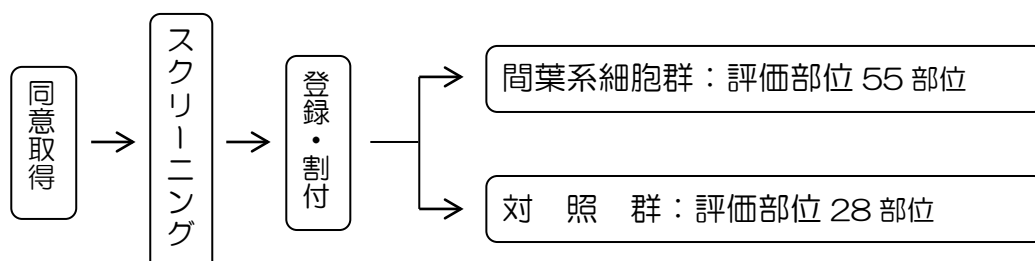 同意取得
スクリーニング
登録・割付
間葉系細胞群：評価部位 55 部位
対　照　群：評価部位 28 部位